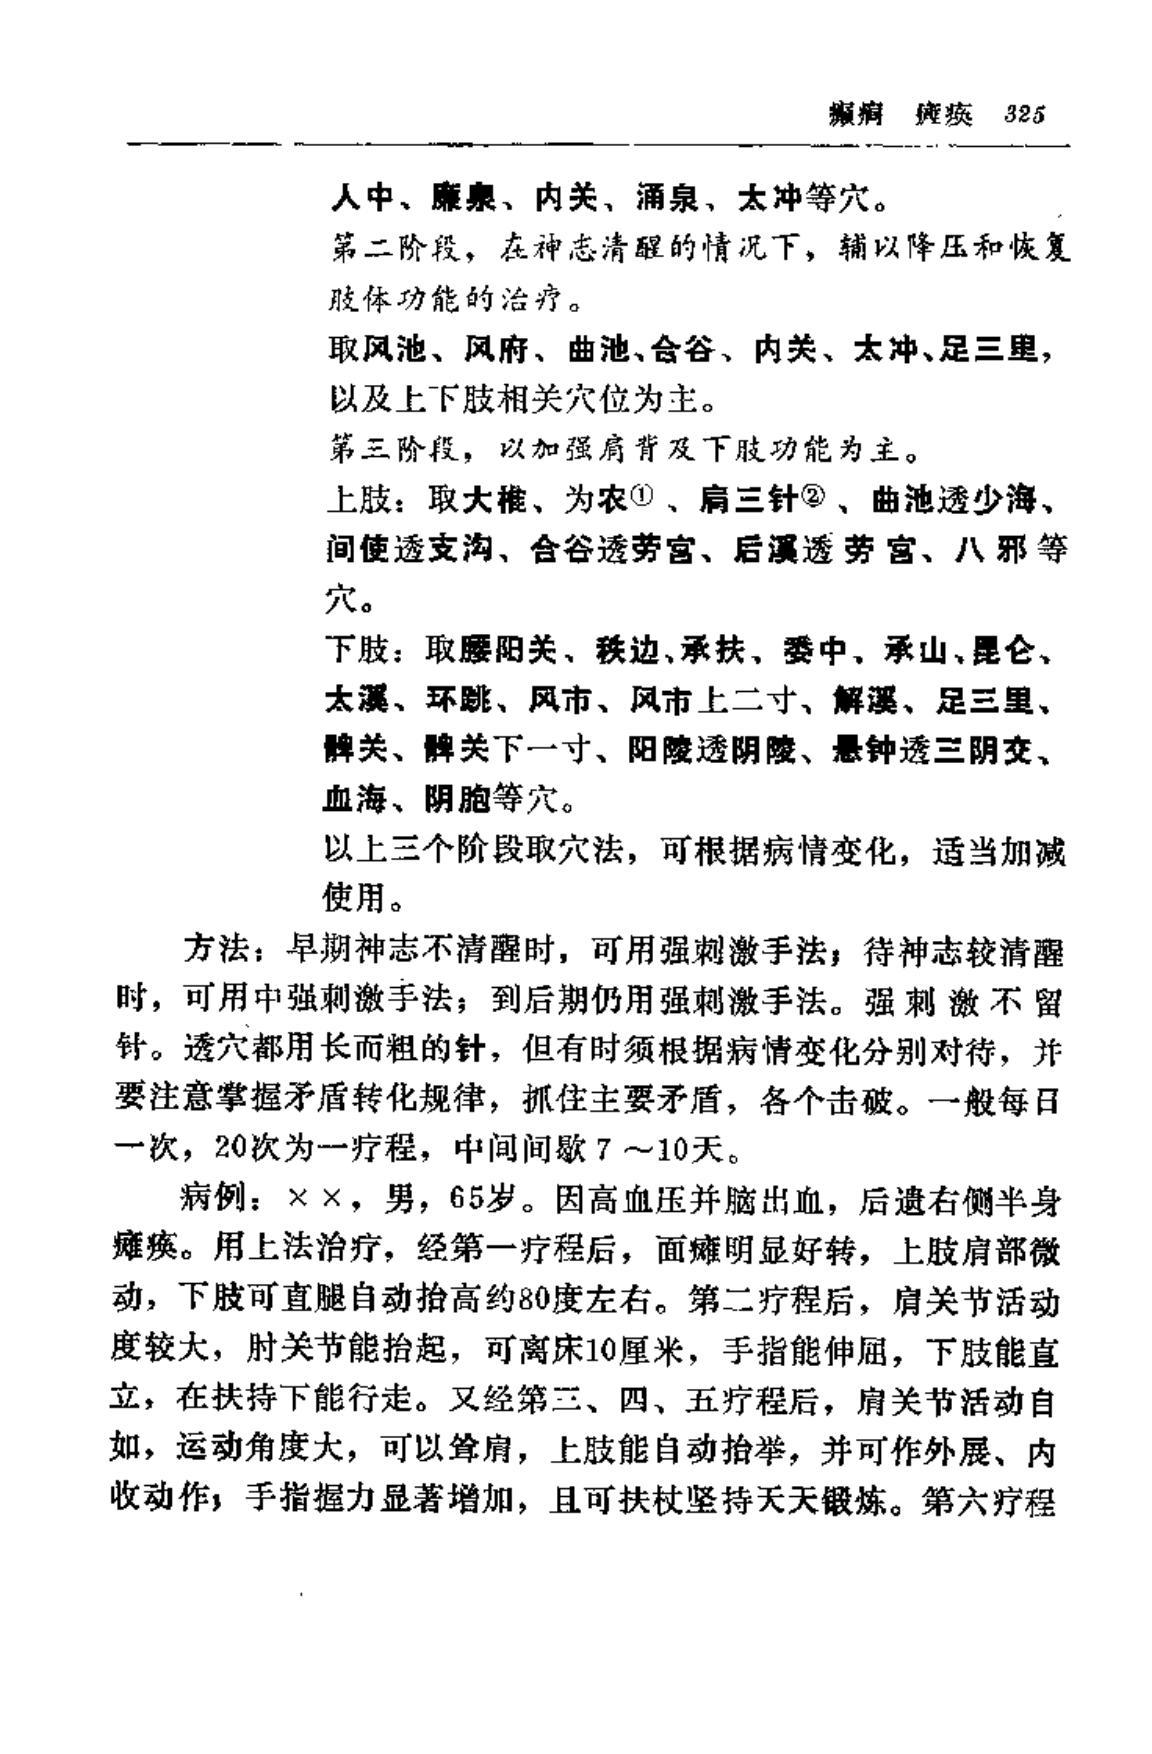 癫痫　瘫痪　325
人中、廉泉、内关、涌泉、太冲等穴。
第二阶段，在神志清醒的情况下，辅以降压和恢复
肢体功能的治疗。
取风池、风府、曲池、合谷、内关、太冲、足三里，
以及上下肢相关穴位为主。
第三阶段，以加强肩背及下肢功能为主。
上肢：取大椎、为农①、肩三针②、曲池透少海、
间使透支沟、合谷透劳宫、后溪透劳宫、八邪等
穴。
下肢：取腰阳关、秩边、承扶、委中、承山、昆仑、
太溪、环跳、风市、风市上二寸、解溪、足三里、
髀关、髀关下一寸、阳陵透阴陵、悬钟透三阴交、
血海、阴胞等穴。
以上三个阶段取穴法，可根据病情变化，适当加减
使用。
方法：早期神志不清醒时，可用强刺激手法；待神志较清醒
时，可用中强刺激手法；到后期仍用强刺激手法。强刺激不留
针。透穴都用长而粗的针，但有时须根据病情变化分别对待，并
要注意掌握矛盾转化规律，抓住主要矛盾，各个击破。一般每日
一次，20次为一疗程，中间间歇7～10天。
病例：××，男，65岁。因高血压并脑出血，后遗右侧半身
瘫痪。用上法治疗，经第一疗程后，面瘫明显好转，上肢肩部微
动，下肢可直腿自动抬高约80度左右。第二疗程后，肩关节活动
度较大，肘关节能抬起，可离床10厘米，手指能伸屈，下肢能直
立，在扶持下能行走。又经第三、四、五疗程后，肩关节活动自
如，运动角度大，可以耸肩，上肢能自动抬举，并可作外展、内
收动作；手指握力显著增加，且可扶杖坚持天天锻炼。第六疗程